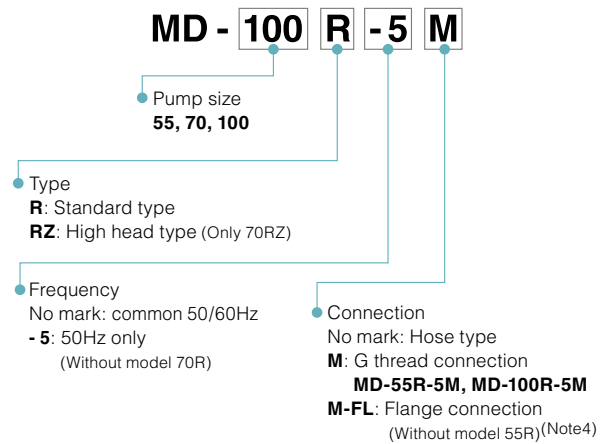 MD - 100 R - 5 M
Pump size
55, 70, 100
Type
R: Standard type
RZ: High head type (Only 70RZ)
Frequency
No mark: common 50/60Hz
- 5: 50Hz only
(Without model 70R)
Connection
No mark: Hose type
M: G thread connection
MD-55R-5M, MD-100R-5M
M-FL: Flange connection
(Without model 55R)(Note4)